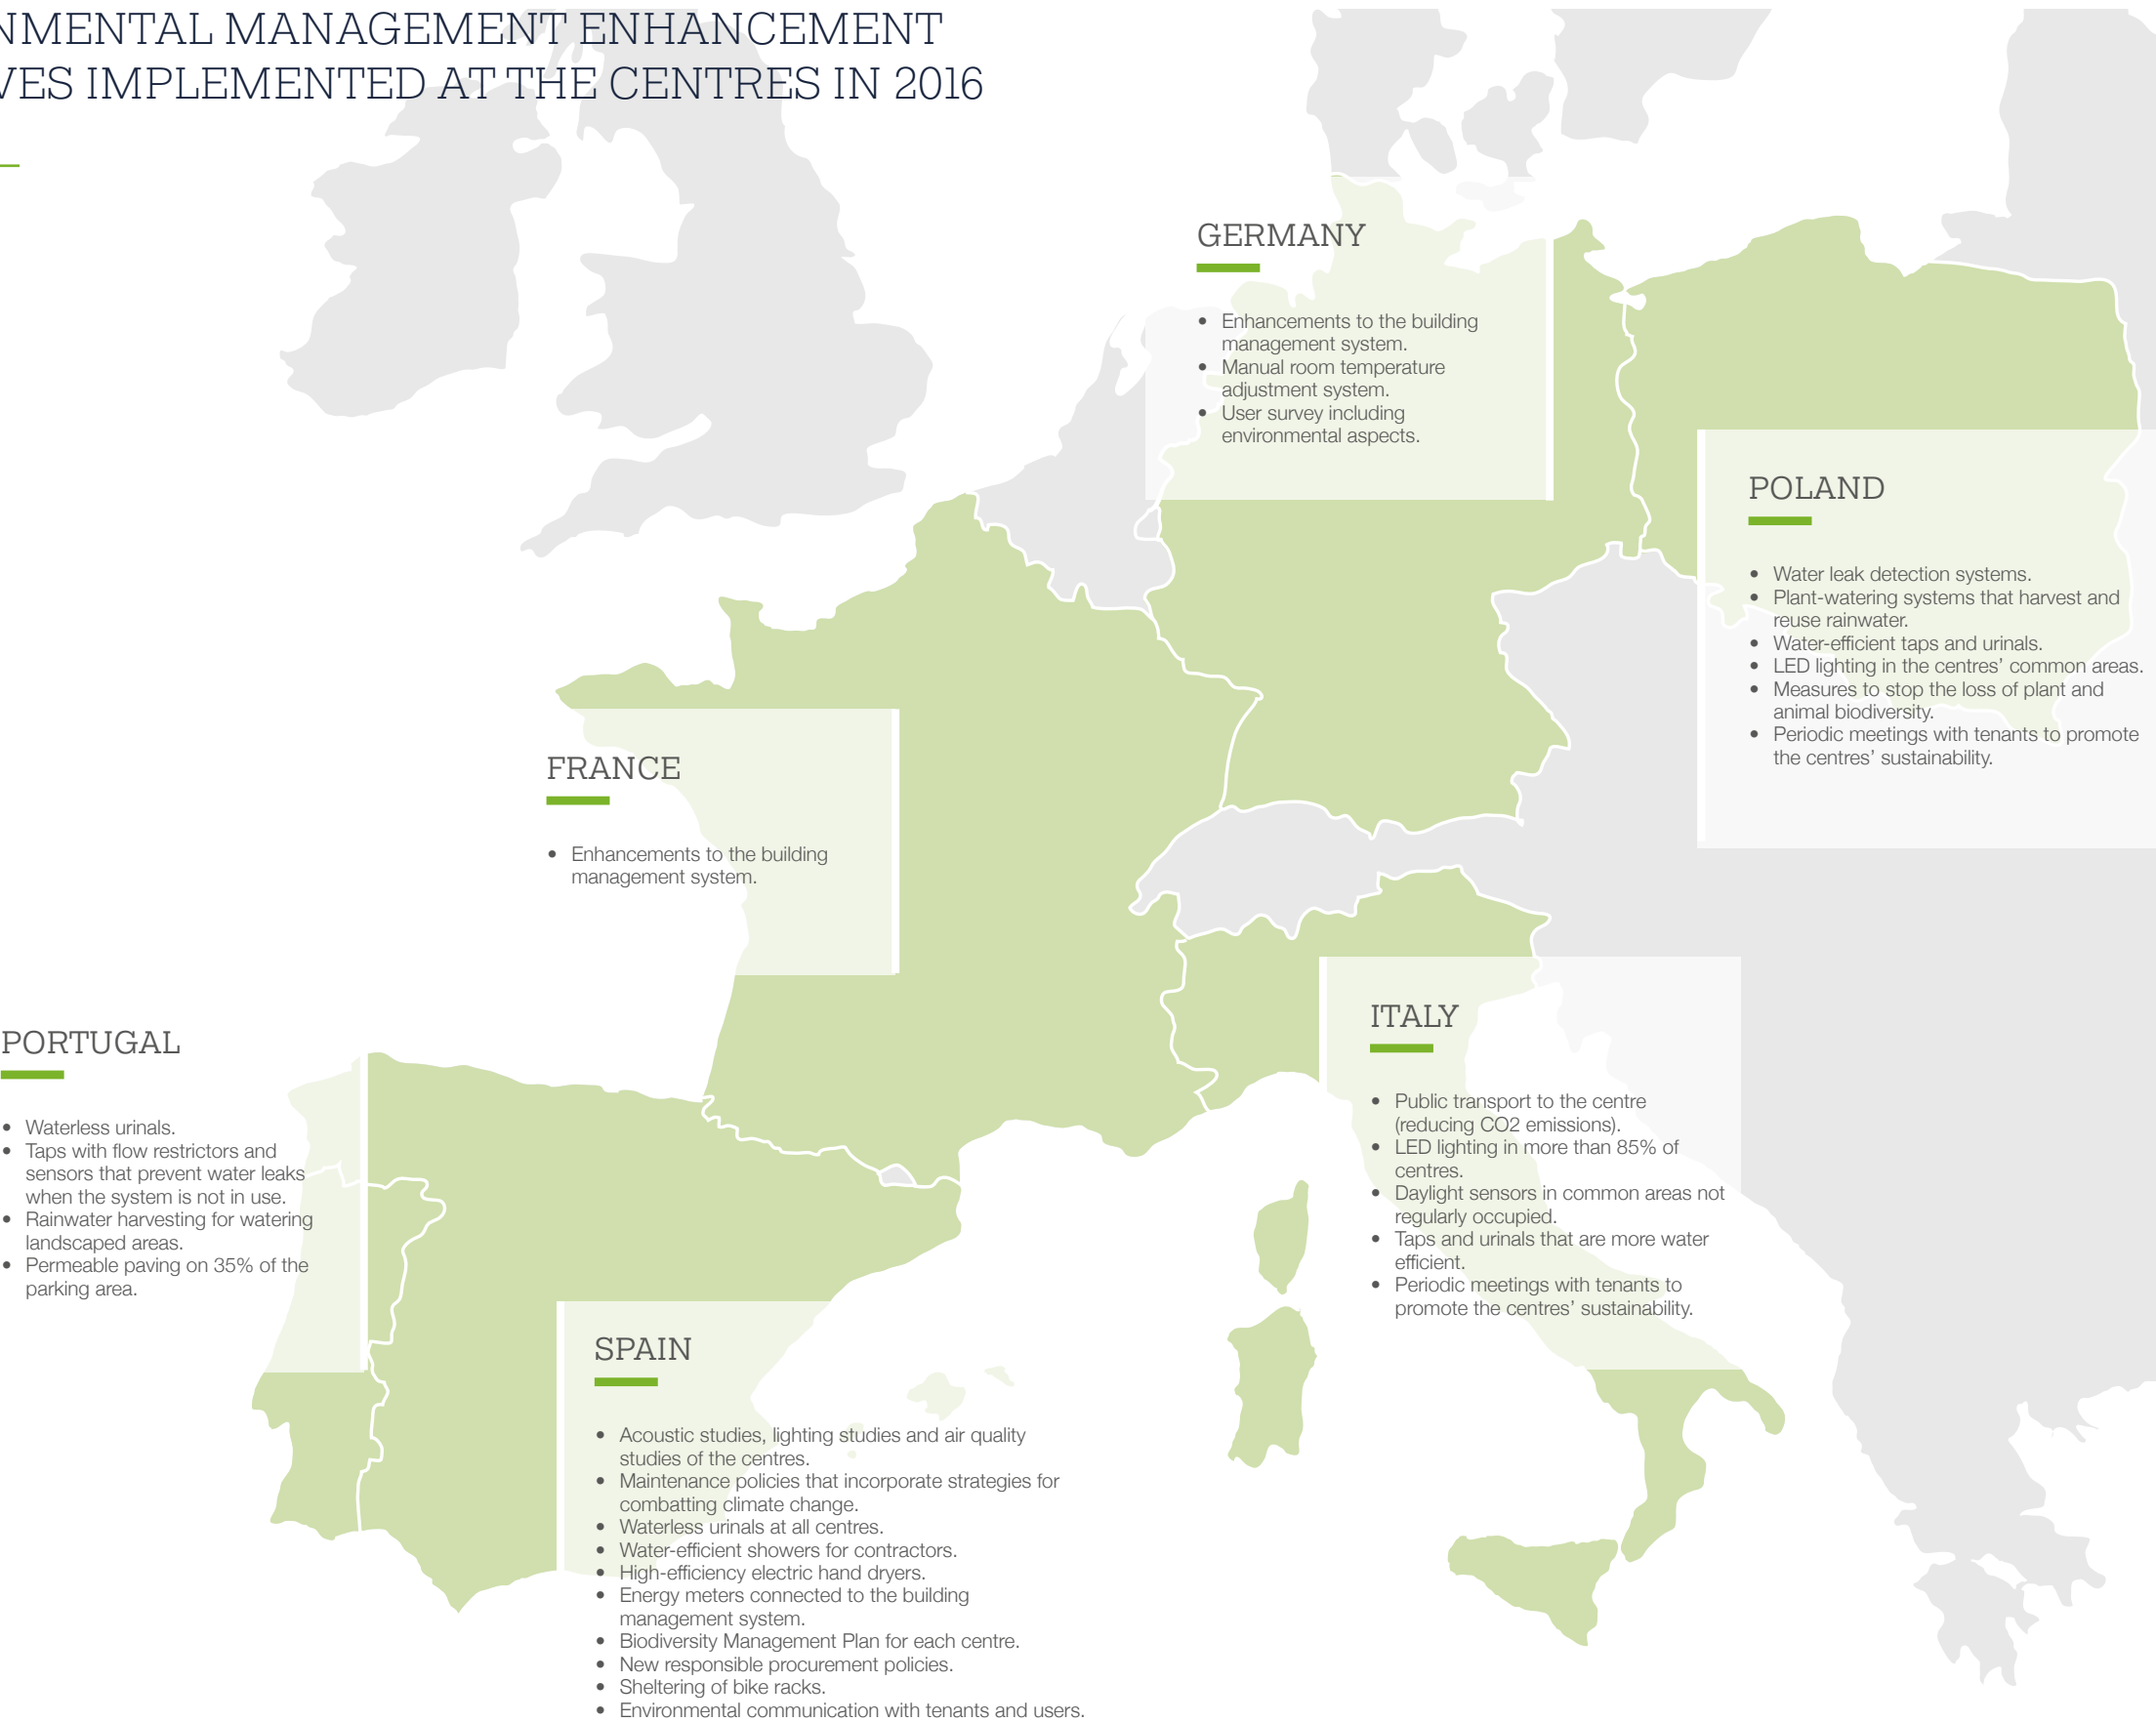 NMENTAL MANAGEMENT ENHANCEMENT
VES IMPLEMENTED AT THE CENTRES IN 2016
GERMANY
• Enhancements to the building
management system.
• Manual room temperature
adjustment system.
• User survey including
environmental aspects.
POLAND
• Water leak detection systems.
• Plant-watering systems that harvest and
reuse rainwater.
• Water-efficient taps and urinals.
• LED lighting in the centres’ common areas.
• Measures to stop the loss of plant and
animal biodiversity.
• Periodic meetings with tenants to promote
the centres’ sustainability.
FRANCE
• Enhancements to the building
management system.
ITALY
• Public transport to the centre
(reducing CO2 emissions).
• LED lighting in more than 85% of
centres.
• Daylight sensors in common areas not
regularly occupied.
• Taps and urinals that are more water
efficient.
• Periodic meetings with tenants to
promote the centres’ sustainability.
PORTUGAL
• Waterless urinals.
• Taps with flow restrictors and
sensors that prevent water leaks
when the system is not in use.
• Rainwater harvesting for watering
landscaped areas.
• Permeable paving on 35% of the
parking area.
SPAIN
• Acoustic studies, lighting studies and air quality
studies of the centres.
• Maintenance policies that incorporate strategies for
combatting climate change.
• Waterless urinals at all centres.
• Water-efficient showers for contractors.
• High-efficiency electric hand dryers.
• Energy meters connected to the building
management system.
• Biodiversity Management Plan for each centre.
• New responsible procurement policies.
• Sheltering of bike racks.
• Environmental communication with tenants and users.